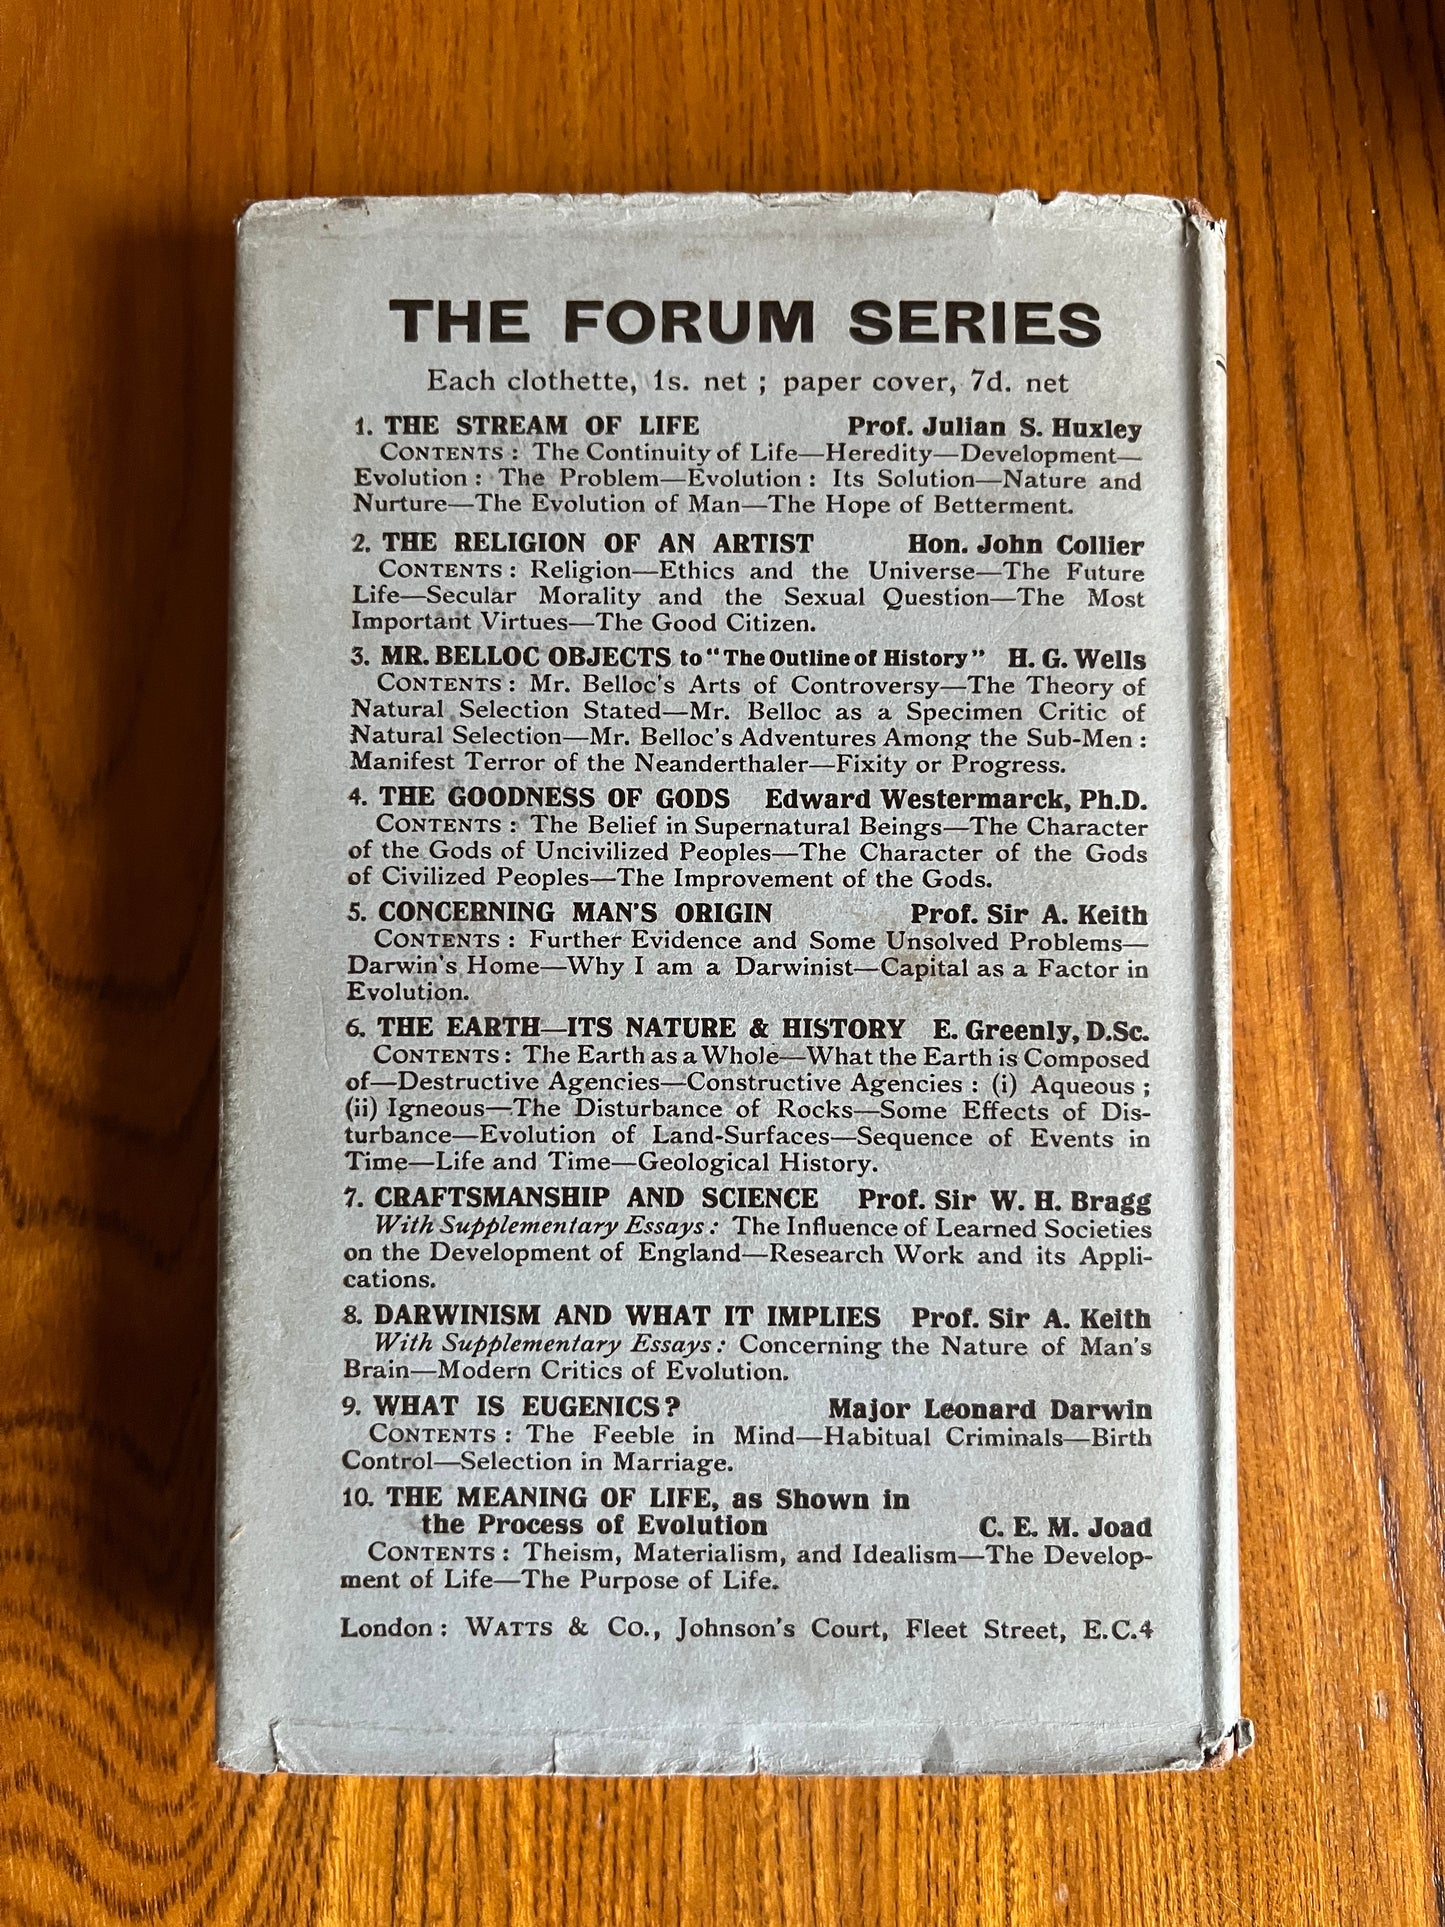 THE FORUM SERIES
Each clothette, 1s. net ; paper cover, 7d. net
1. THE STREAM OF LIFE Prof. Julian S. Huxley
CONTENTS : The Continuity of Life—Heredity—Development—
Evolution : The Problem—Evolution : Its Solution—Nature and
Nurture—The Evolution of Man—The Hope of Betterment.
2. THE RELIGION OF AN ARTIST Hon. John Collier
CONTENTS : Religion—Ethics and the Universe—The Future
Life—Secular Morality and the Sexual Question—The Most
Important Virtues—The Good Citizen.
3. MR. BELLOC OBJECTS to "The Outline of History" H. G. Wells
CONTENTS : Mr. Belloc's Arts of Controversy—The Theory of
Natural Selection Stated—Mr. Belloc as a Specimen Critic of
Natural Selection—Mr. Belloc's Adventures Among the Sub-Men :
Manifest Terror of the Neanderthaler—Fixity or Progress.
4. THE GOODNESS OF GODS Edward Westermarck, Ph.D.
CONTENTS : The Belief in Supernatural Beings—The Character
of the Gods of Uncivilized Peoples—The Character of the Gods
of Civilized Peoples—The Improvement of the Gods.
5. CONCERNING MAN'S ORIGIN Prof. Sir A. Keith
CONTENTS : Further Evidence and Some Unsolved Problems—
Darwin's Home—Why I am a Darwinist—Capital as a Factor in
Evolution.
6. THE EARTH—ITS NATURE & HISTORY E. Greenly, D.Sc.
CONTENTS : The Earth as a Whole—What the Earth is Composed
of—Destructive Agencies—Constructive Agencies : (i) Aqueous ;
(ii) Igneous—The Disturbance of Rocks—Some Effects of Dis-
turbance—Evolution of Land-Surfaces—Sequence of Events in
Time—Life and Time—Geological History.
7. CRAFTSMANSHIP AND SCIENCE Prof. Sir W. H. Bragg
With Supplementary Essays : The Influence of Learned Societies
on the Development of England—Research Work and its Appli-
cations.
8. DARWINISM AND WHAT IT IMPLIES Prof. Sir A. Keith
With Supplementary Essays : Concerning the Nature of Man's
Brain—Modern Critics of Evolution.
9. WHAT IS EUGENICS? Major Leonard Darwin
CONTENTS : The Feeble in Mind—Habitual Criminals—Birth
Control—Selection in Marriage.
10. THE MEANING OF LIFE, as Shown in
the Process of Evolution C. E. M. Joad
CONTENTS : Theism, Materialism, and Idealism—The Develop-
ment of Life—The Purpose of Life.
London : WATTS & CO., Johnson's Court, Fleet Street, E.C.4